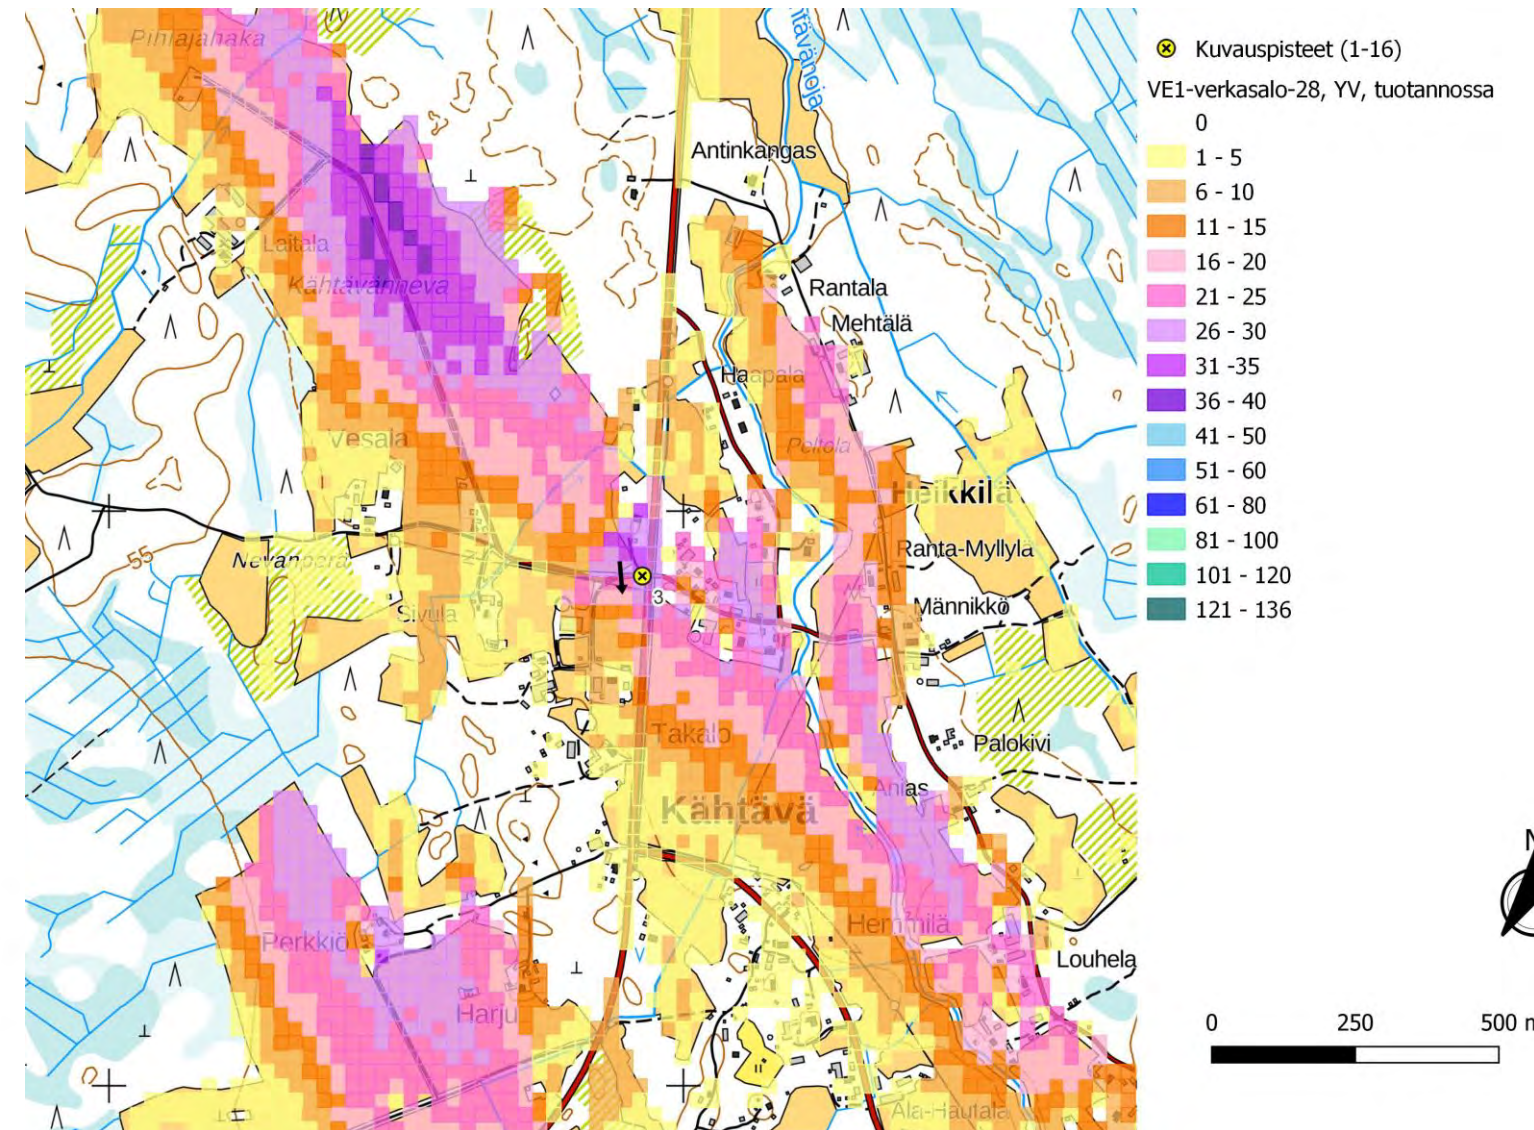 Pihlajahaka
htävänoja
Antinkangas
Laitala
Kähtävänneva
Rantala
Mehtälä
Haapala
Vesala
Peltola
Heikkilä
Ranta-Myllylä
55
Nevanperä
Männikkö
Sivula
3
Takalo
Palokivi
Kähtävä
Anias
Hemmilä
Perkkiö
Louhela
Harju
Ala-Hautala
Kuvauspisteet (1-16)
VE1-verkasalo-28, YV, tuotannossa
0
1 - 5
6 - 10
11 - 15
16 - 20
21 - 25
26 - 30
31 -35
36 - 40
41 - 50
51 - 60
61 - 80
81 - 100
101 - 120
121 - 136
N
0 250 500 m